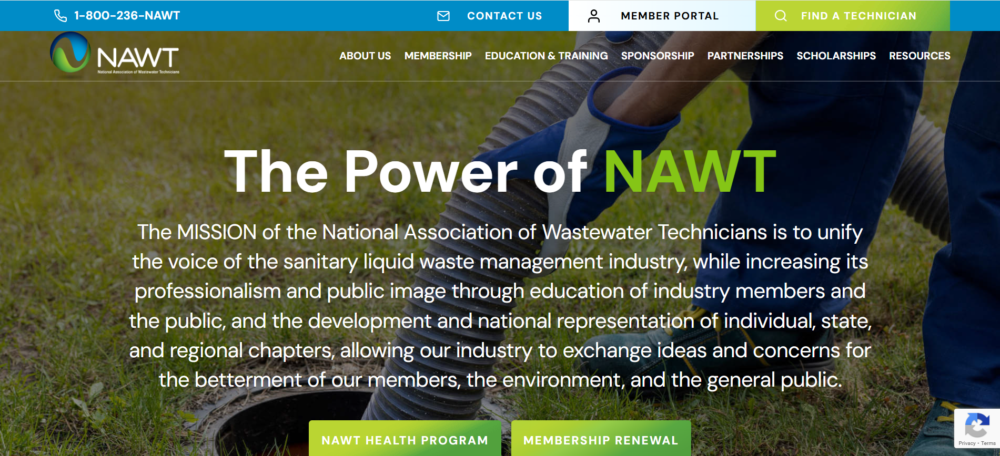 1-800-236-NAWT
CONTACT US
MEMBER PORTAL
FIND A TECHNICIAN
NAWT
National Association of Wastewater Technicians
ABOUT US
MEMBERSHIP
EDUCATION & TRAINING
SPONSORSHIP
PARTNERSHIPS
SCHOLARSHIPS
RESOURCES
The Power of NAWT
The MISSION of the National Association of Wastewater Technicians is to unify
the voice of the sanitary liquid waste management industry, while increasing its
professionalism and public image through education of industry members and
the public, and the development and national representation of individual, state,
and regional chapters, allowing our industry to exchange ideas and concerns for
the betterment of our members, the environment, and the general public.
NAWT HEALTH PROGRAM
MEMBERSHIP RENEWAL
Privacy - Terms